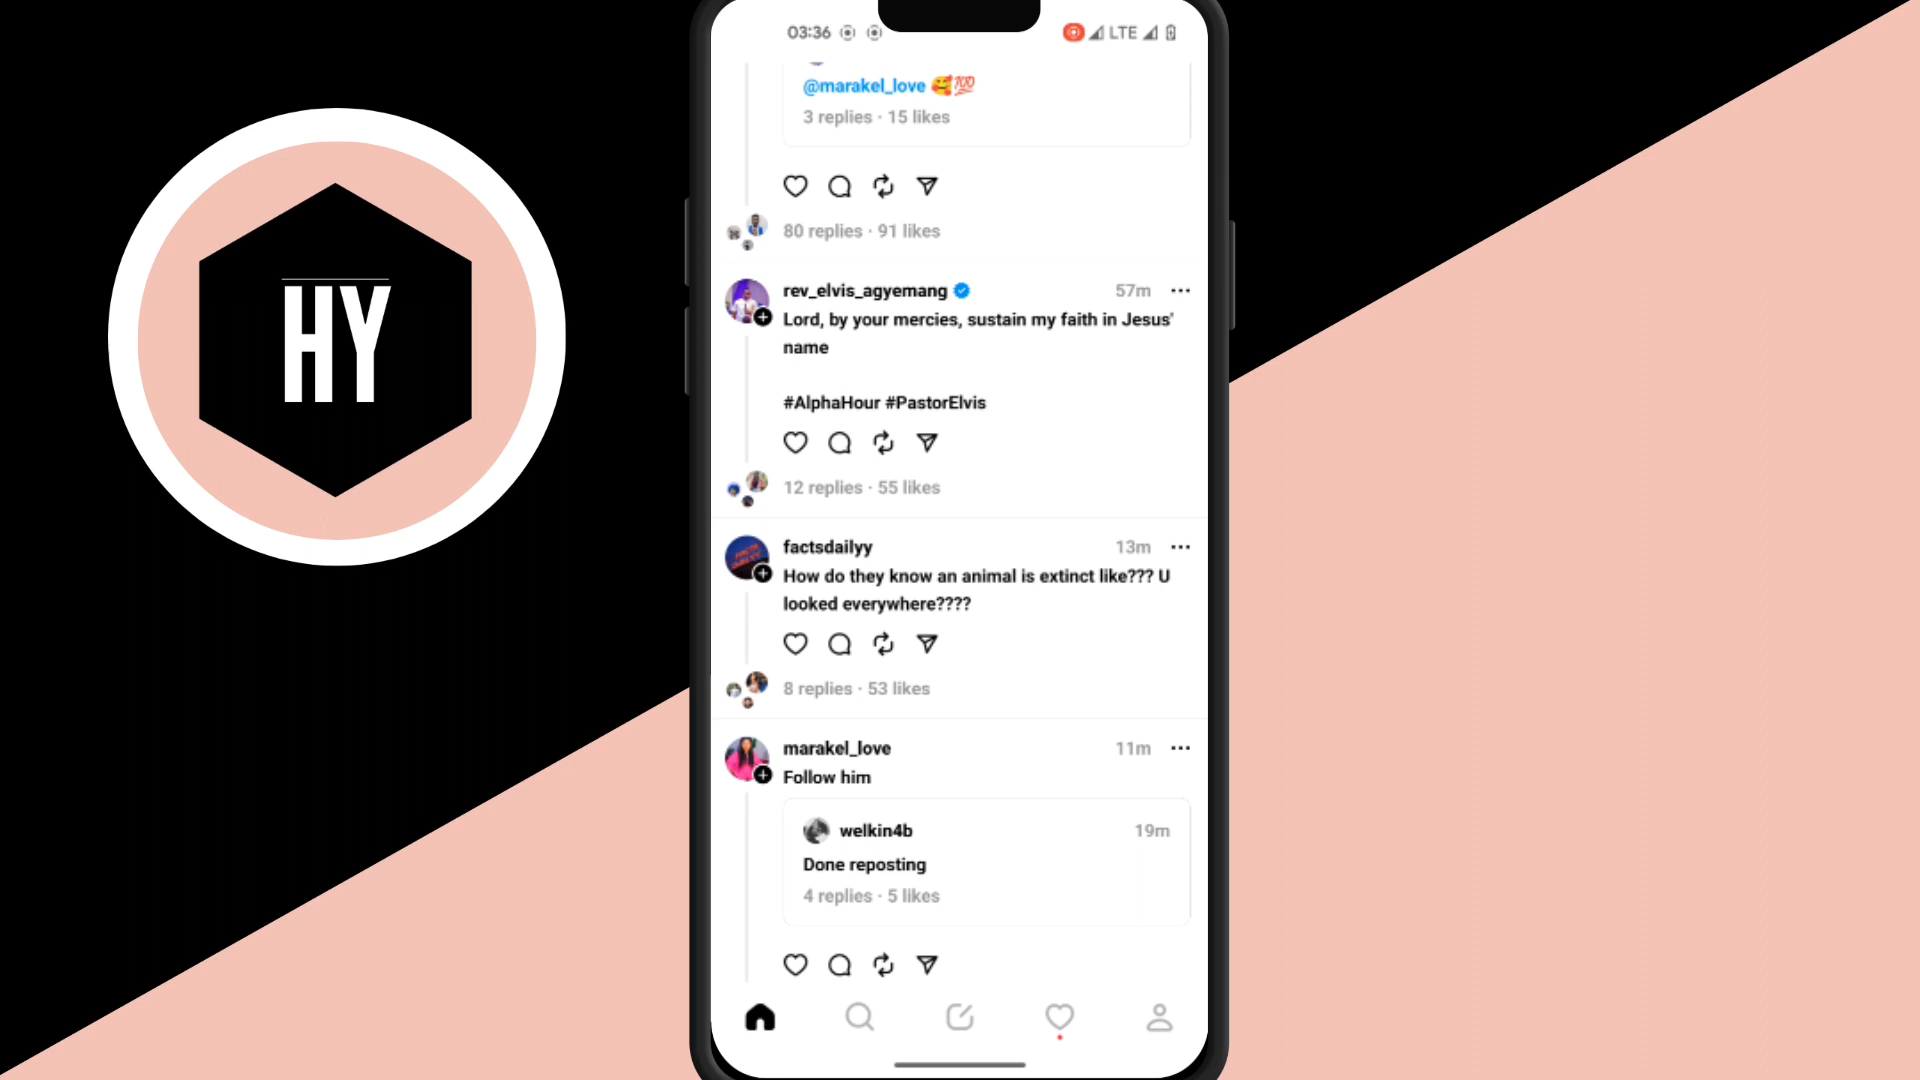 HY
03:36
LTE
@marakel_love 🥰💯
3 replies · 15 likes
80 replies · 91 likes
rev_elvis_agyemang
57m
Lord, by your mercies, sustain my faith in Jesus'
name
#AlphaHour #PastorElvis
12 replies · 55 likes
factsdailyy
13m
How do they know an animal is extinct like??? U
looked everywhere????
8 replies · 53 likes
marakel_love
11m
Follow him
welkin4b
19m
Done reposting
4 replies · 5 likes